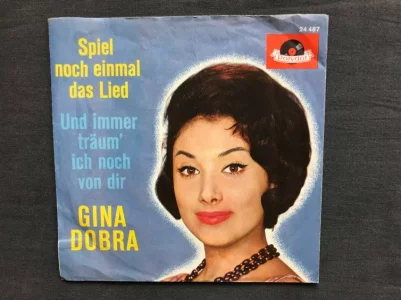 24 487
Polydor
Spiel
noch einmal
das Lied
Und immer
träum'
ich noch
von dir
GINA
DOBRA